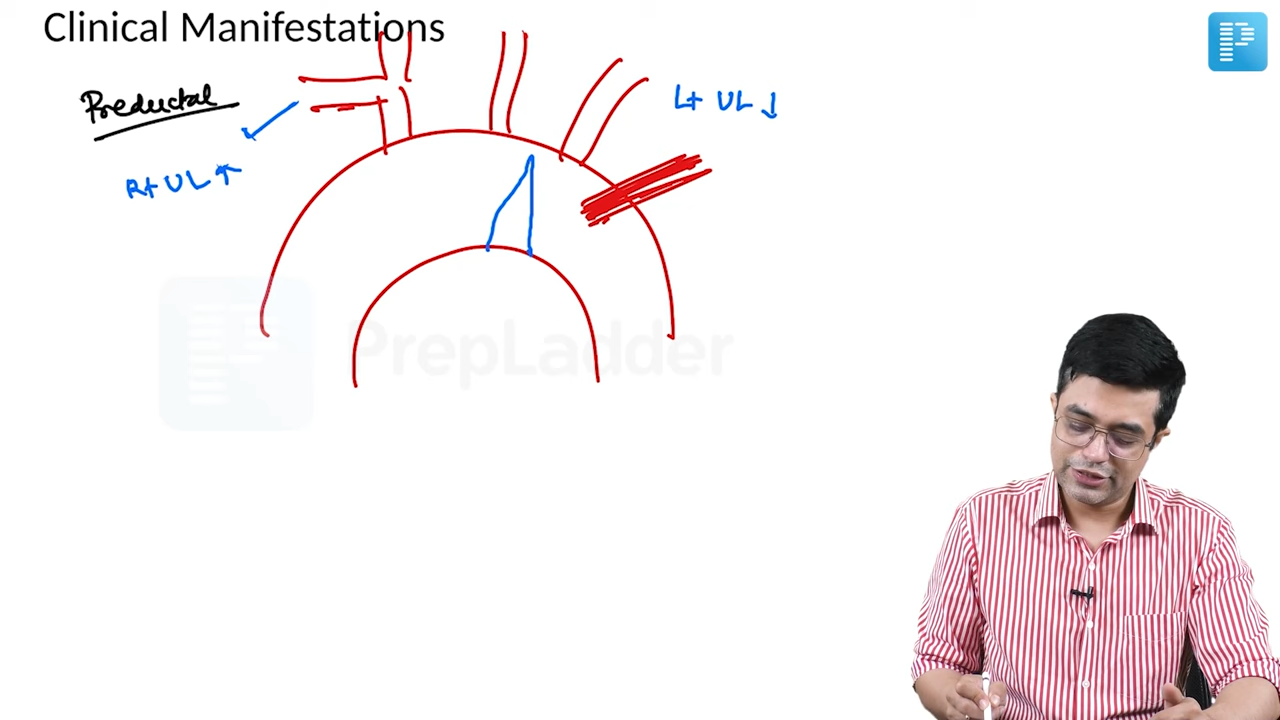 Clinical Manifestations
Preductal
Lt UL ↓
Rt UL ↑
PrepLadder